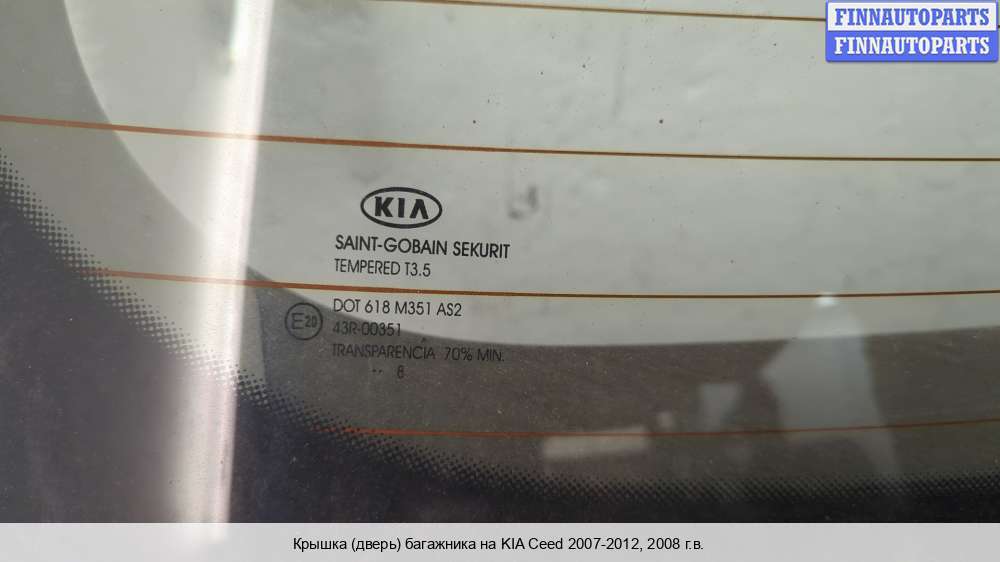 FINNAUTOPARTS
FINNAUTOPARTS
KIA
SAINT-GOBAIN SEKURIT
TEMPERED T3.5
DOT 618 M351 AS2
E20
43R-00351
TRANSPARENCIA 70% MIN.
.. 8
Крышка (дверь) багажника на KIA Ceed 2007-2012, 2008 г.в.